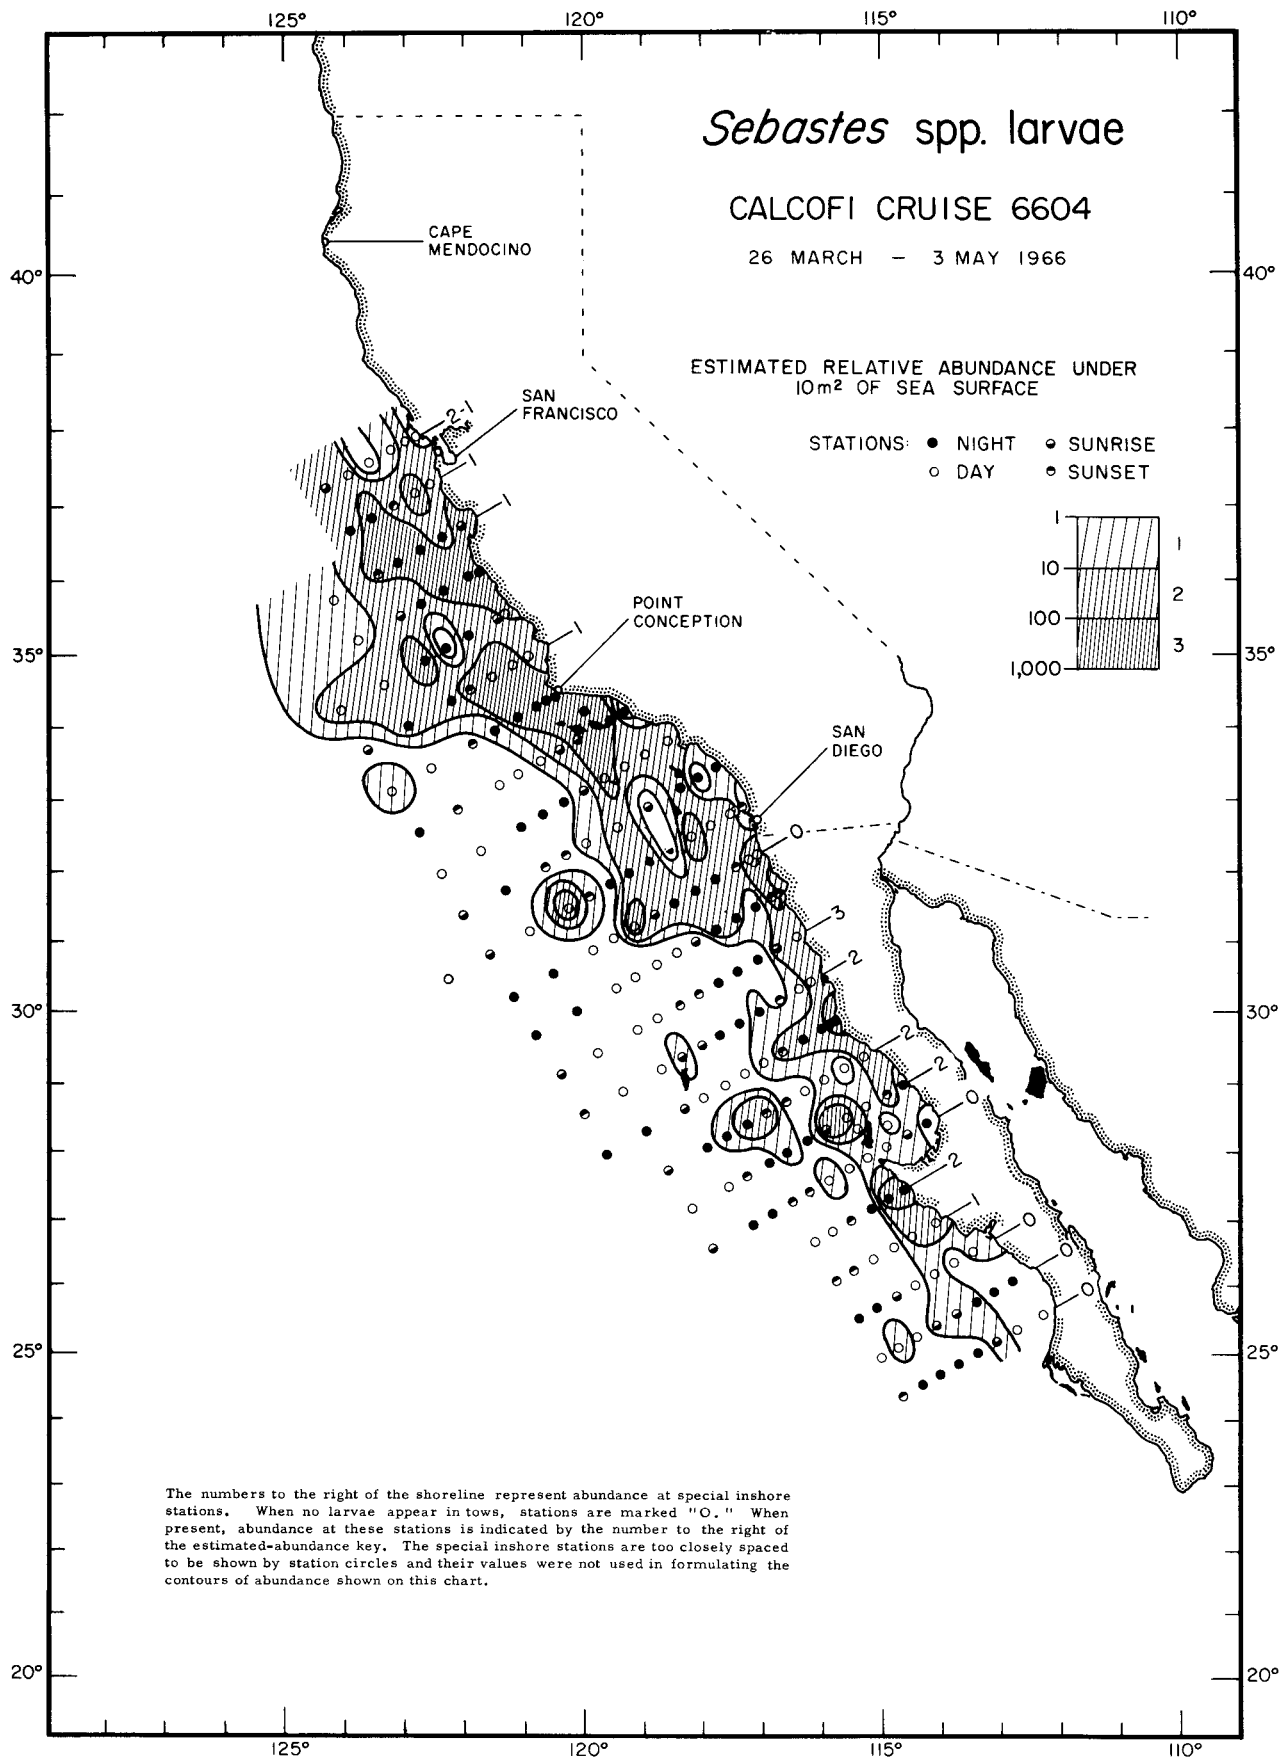 125° 120° 115° 110°
Sebastes spp. larvae
CALCOFI CRUISE 6604
26 MARCH – 3 MAY 1966
CAPE
MENDOCINO
40° 40°
ESTIMATED RELATIVE ABUNDANCE UNDER
10m² OF SEA SURFACE
SAN
FRANCISCO
2-1
STATIONS: ● NIGHT SUNRISE
○ DAY SUNSET
1
1
1
10
100
1,000
1
2
3
POINT
CONCEPTION
1
35° 35°
SAN
DIEGO
0
3
2
30° 30°
2
2
0
2
1
0
0
0
25° 25°
The numbers to the right of the shoreline represent abundance at special inshore
stations. When no larvae appear in tows, stations are marked "O." When
present, abundance at these stations is indicated by the number to the right of
the estimated-abundance key. The special inshore stations are too closely spaced
to be shown by station circles and their values were not used in formulating the
contours of abundance shown on this chart.
20° 20°
125° 120° 115° 110°